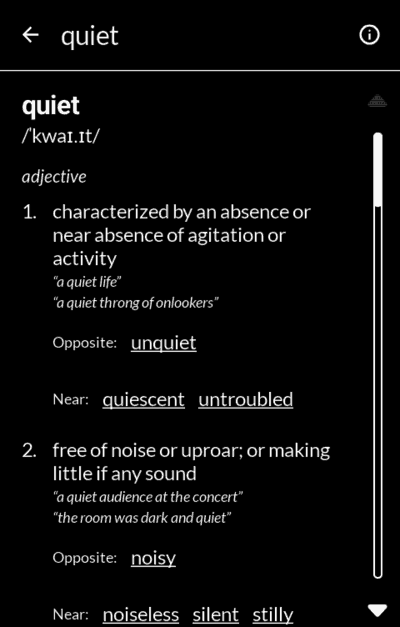 quiet
quiet
/ˈkwaɪ.ɪt/
adjective
1. characterized by an absence or
near absence of agitation or
activity
“a quiet life”
“a quiet throng of onlookers”
Opposite: unquiet
Near: quiescent untroubled
2. free of noise or uproar; or making
little if any sound
“a quiet audience at the concert”
“the room was dark and quiet”
Opposite: noisy
Near: noiseless silent stilly